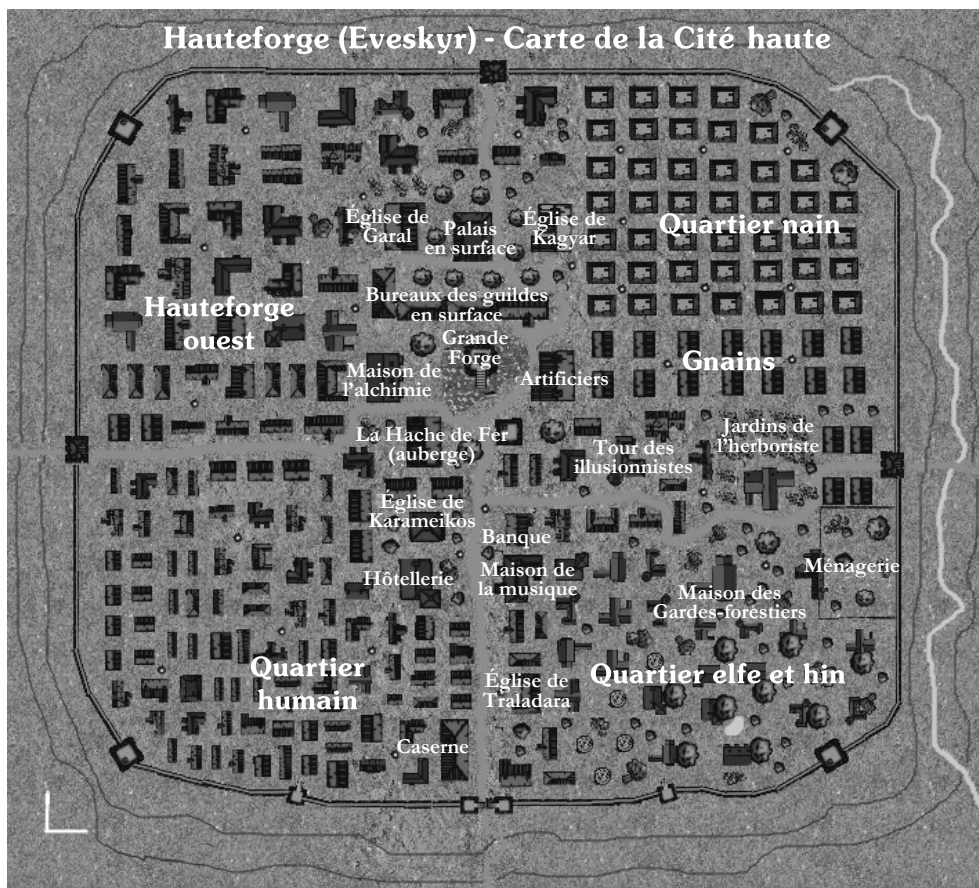 Hauteforge (Eveskyr) - Carte de la Cité haute
Église de
Garal
Palais
en surface
Église de
Kagyar
Quartier nain
Hauteforge
ouest
Bureaux des guildes
en surface
Grande
Forge
Gnains
Maison de
l'alchimie
Artificiers
La Hache de Fer
(auberge)
Tour des
illusionnistes
Jardins de
l'herboriste
Église de
Karameikos
Banque
Hôtellerie
Maison de
la musique
Ménagerie
Maison des
Gardes-forestiers
Quartier
humain
Église de
Traladara
Quartier elfe et hin
Caserne